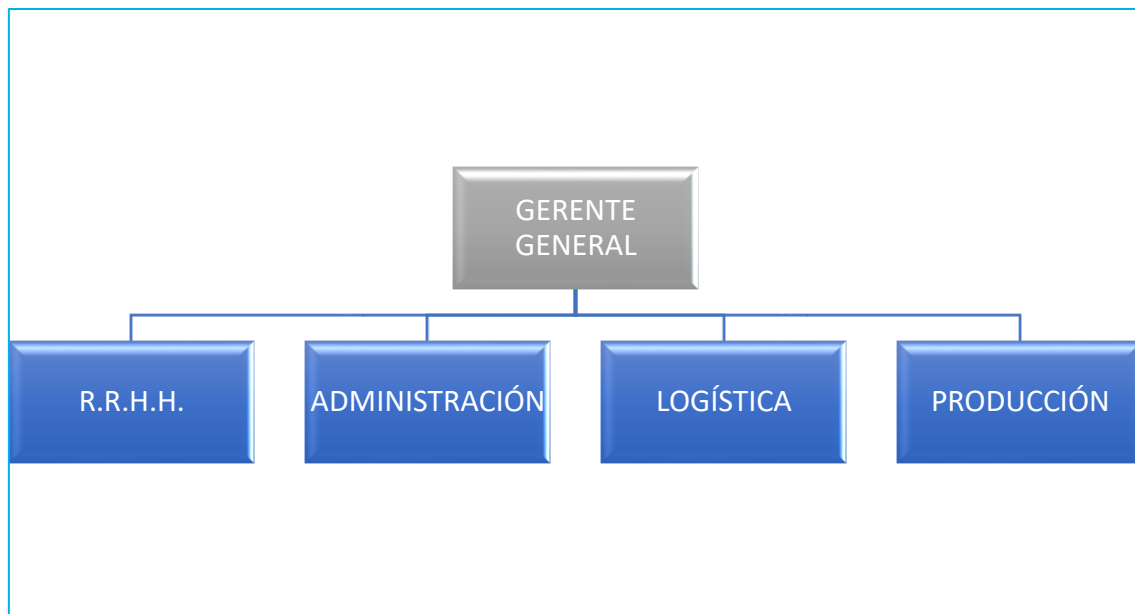 GERENTE
GENERAL
R.R.H.H.
ADMINISTRACIÓN
LOGÍSTICA
PRODUCCIÓN